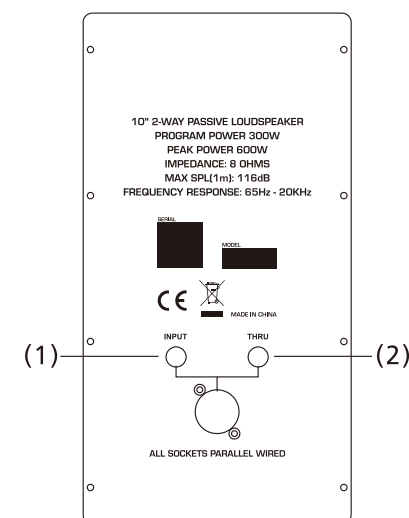 10" 2-WAY PASSIVE LOUDSPEAKER
PROGRAM POWER 300W
PEAK POWER 600W
IMPEDANCE: 8 OHMS
MAX SPL(1m): 116dB
FREQUENCY RESPONSE: 65Hz - 20KHz
SERIAL
MODEL
CE
MADE IN CHINA
INPUT THRU
(1) (2)
ALL SOCKETS PARALLEL WIRED